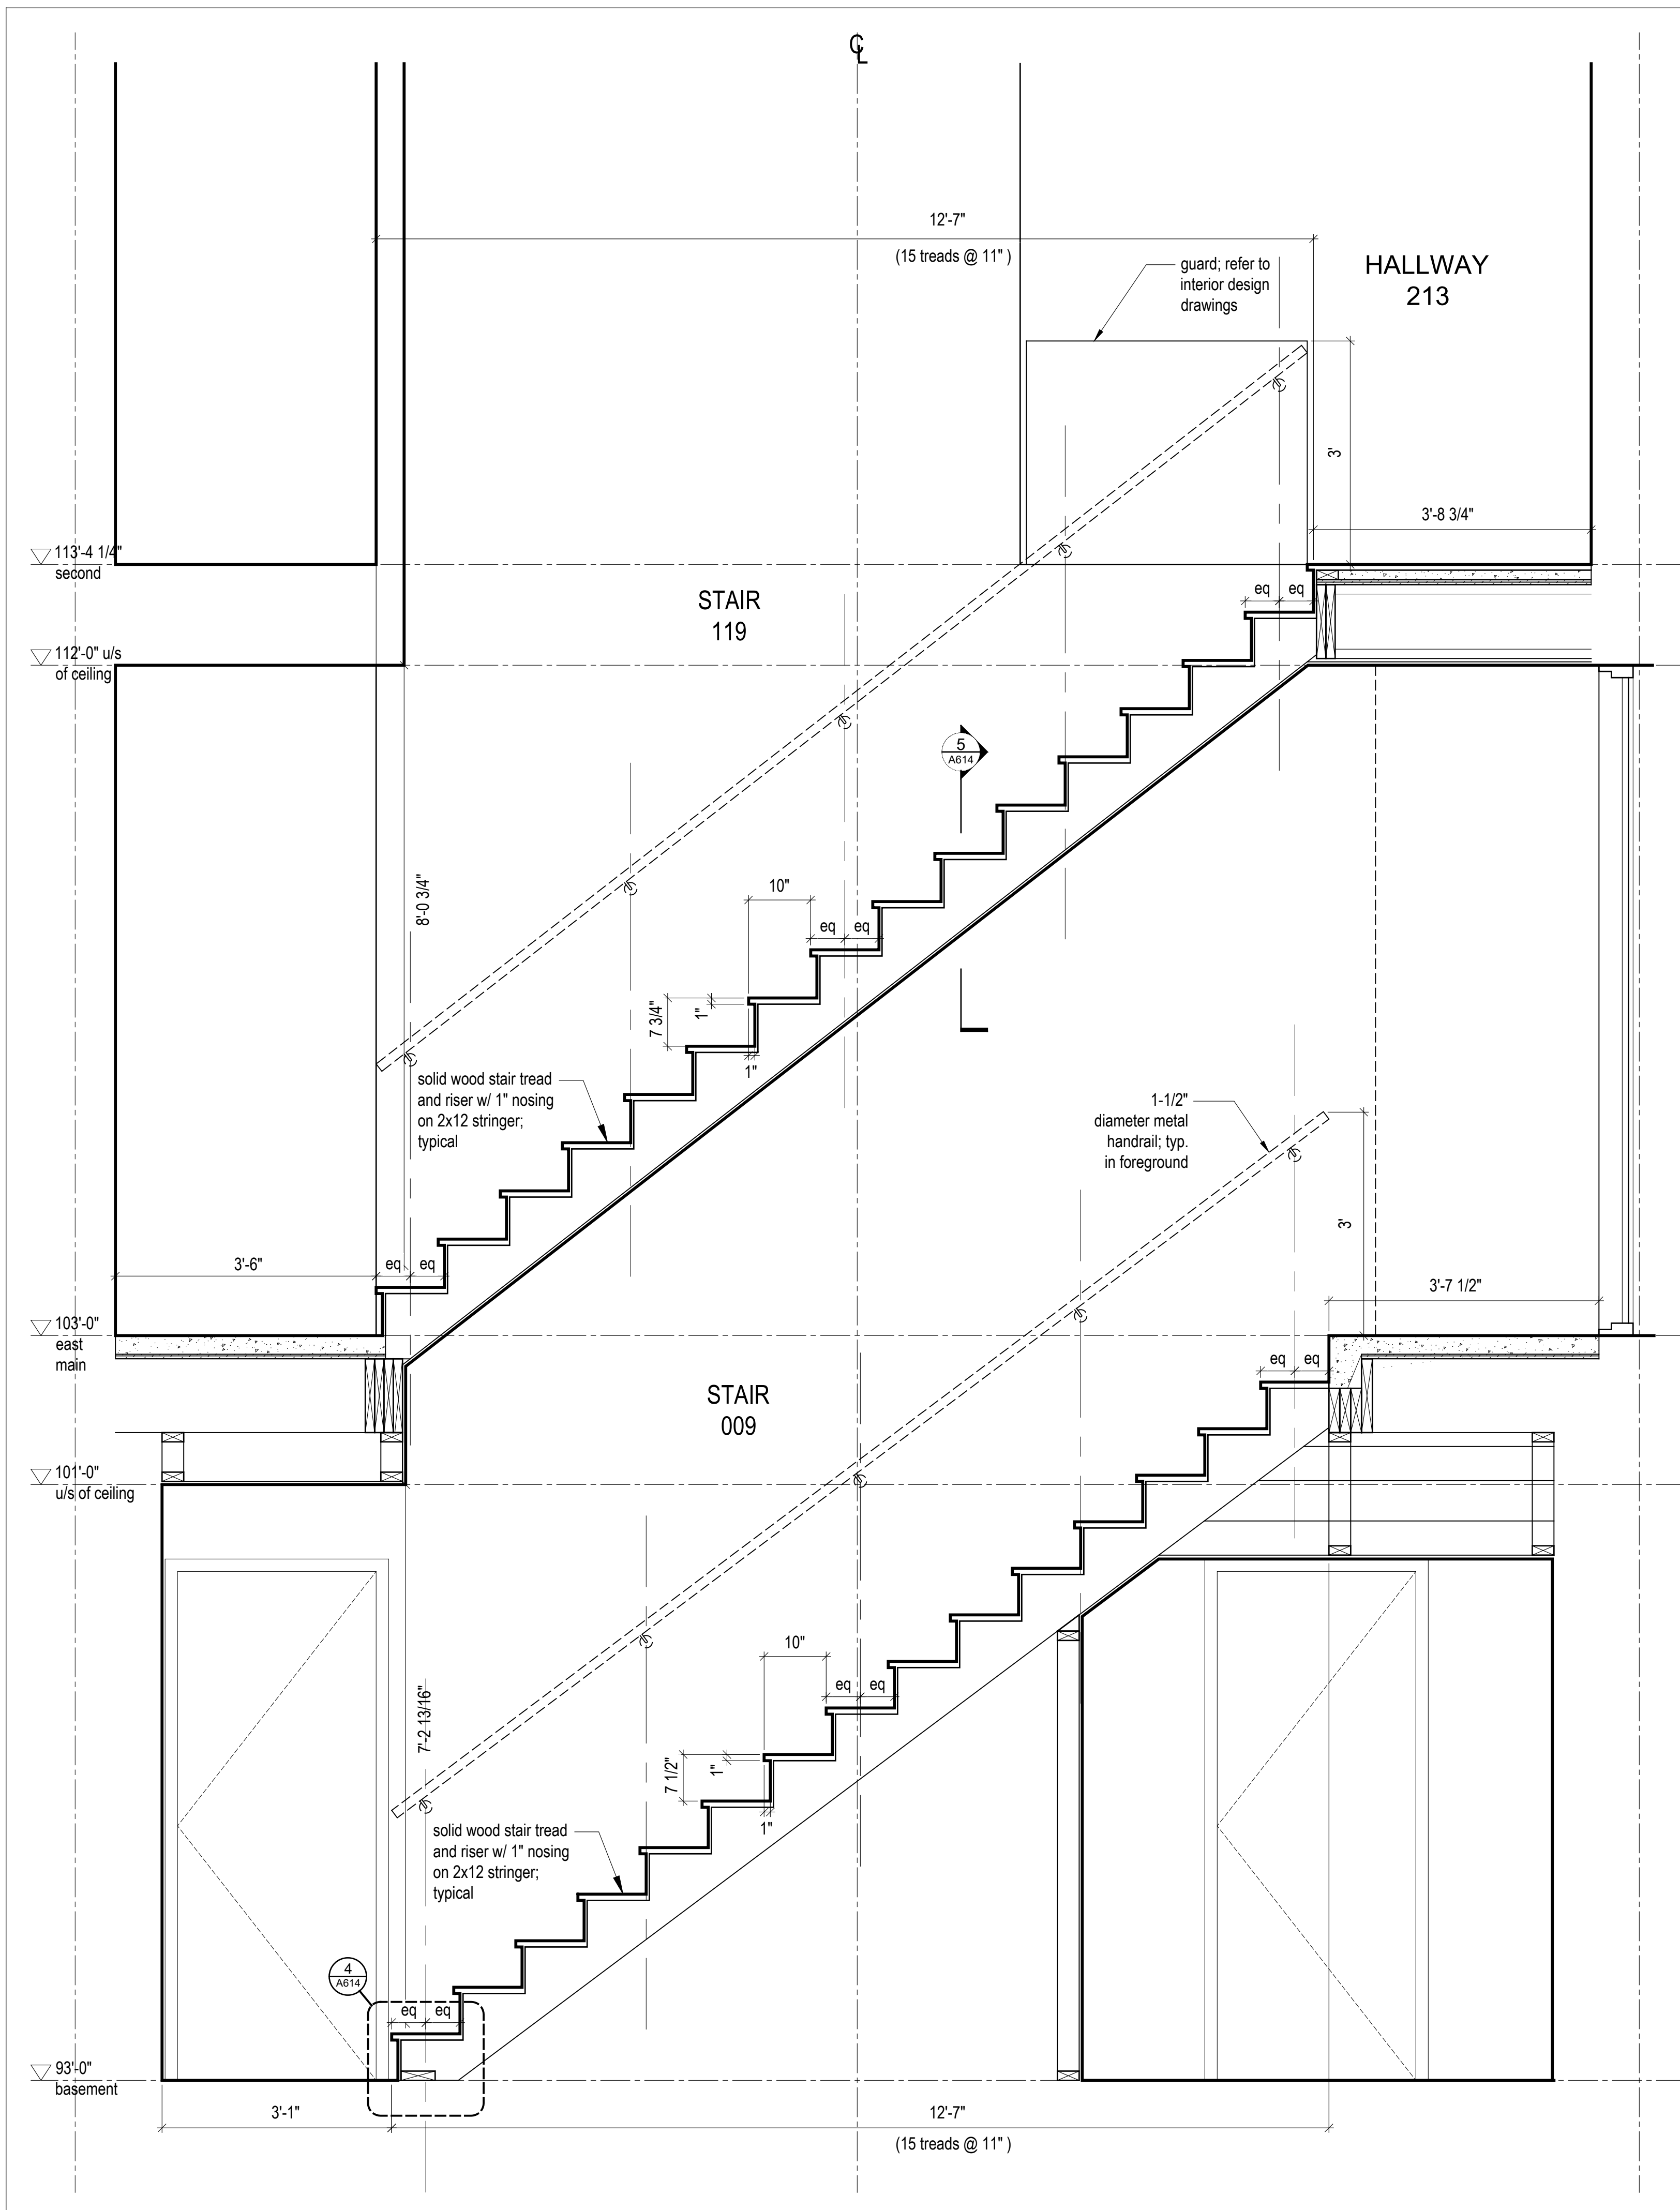 CL
12'-7"
(15 treads @ 11" )
guard; refer to
interior design
drawings
HALLWAY
213
3'
3'-8 3/4"
113'-4 1/4"
second
eq eq
STAIR
119
112'-0" u/s
of ceiling
5
A614
8'-0 3/4"
10"
eq eq
7 3/4"
1"
1"
solid wood stair tread
and riser w/ 1" nosing
on 2x12 stringer;
typical
1-1/2"
diameter metal
handrail; typ.
in foreground
3'
3'-6"
eq eq
3'-7 1/2"
103'-0"
east
main
eq eq
STAIR
009
101'-0"
u/s of ceiling
10"
eq eq
7'-2 13/16"
7 1/2"
1"
1"
solid wood stair tread
and riser w/ 1" nosing
on 2x12 stringer;
typical
4
A614
eq eq
93'-0"
basement
3'-1"
12'-7"
(15 treads @ 11" )